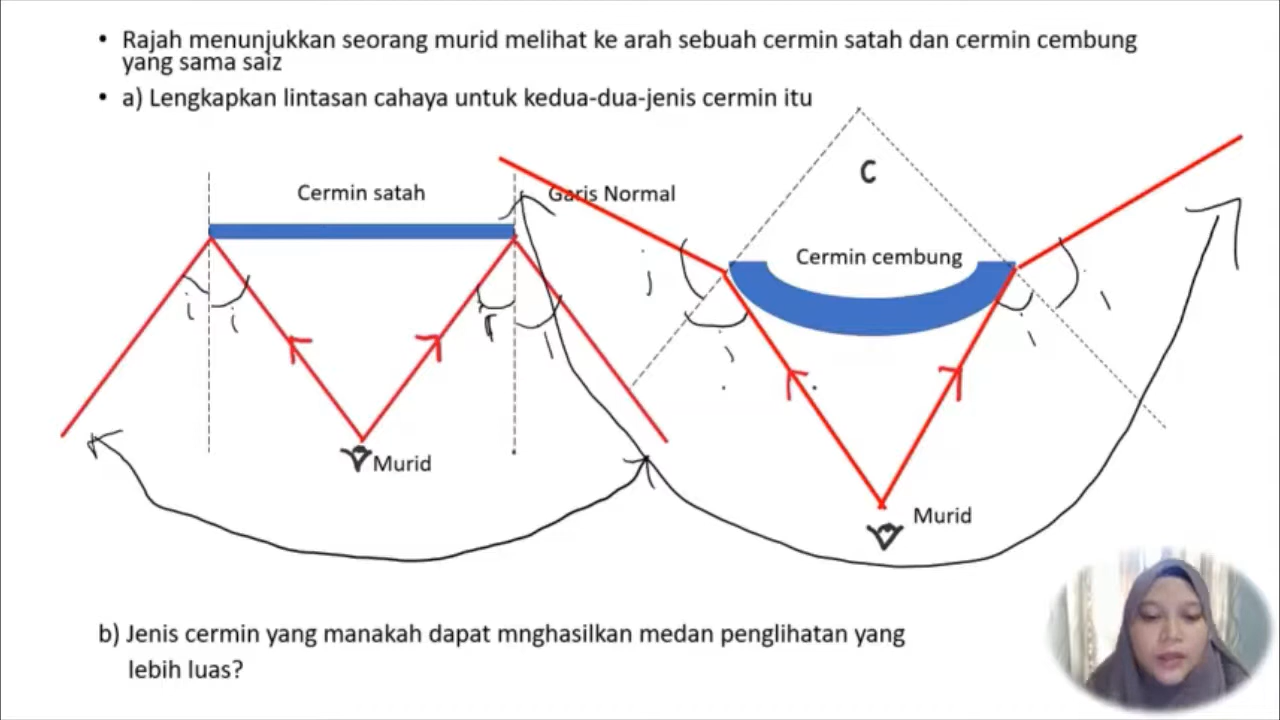 • Rajah menunjukkan seorang murid melihat ke arah sebuah cermin satah dan cermin cembung
yang sama saiz
• a) Lengkapkan lintasan cahaya untuk kedua-dua-jenis cermin itu
Cermin satah
Garis Normal
C
Cermin cembung
i
i
r
i
i
i
i
i
Murid
Murid
b) Jenis cermin yang manakah dapat mnghasilkan medan penglihatan yang
lebih luas?